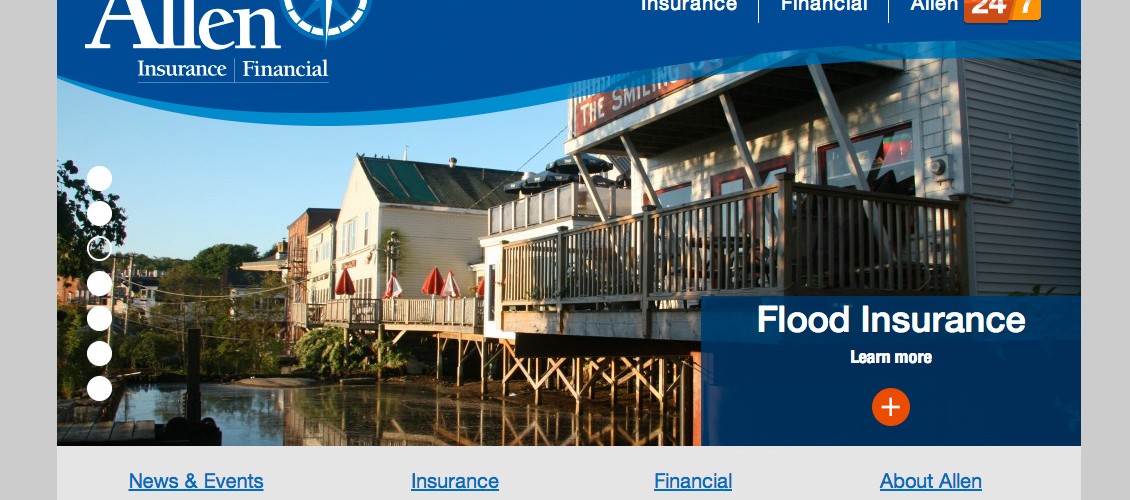 Allen
Insurance | Financial
Insurance
Financial
Allen 24 7
THE SMILING
Flood Insurance
Learn more
News & Events
Insurance
Financial
About Allen